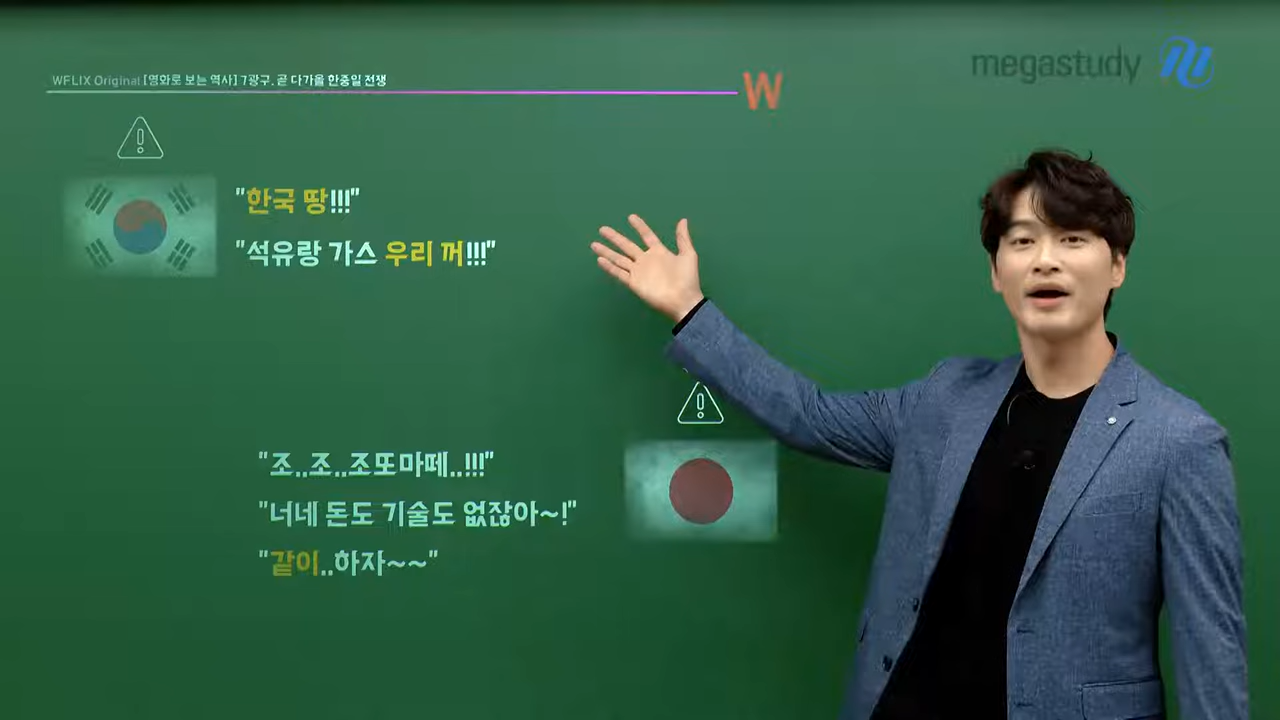 WFLIX Original [영화로 보는 역사] 7광구, 곧 다가올 한중일 전쟁
W
megastudy
"한국 땅!!!"
"석유랑 가스 우리 꺼!!!"
"조..조..조또마떼..!!!"
"너네 돈도 기술도 없잖아~!"
"같이..하자~~"